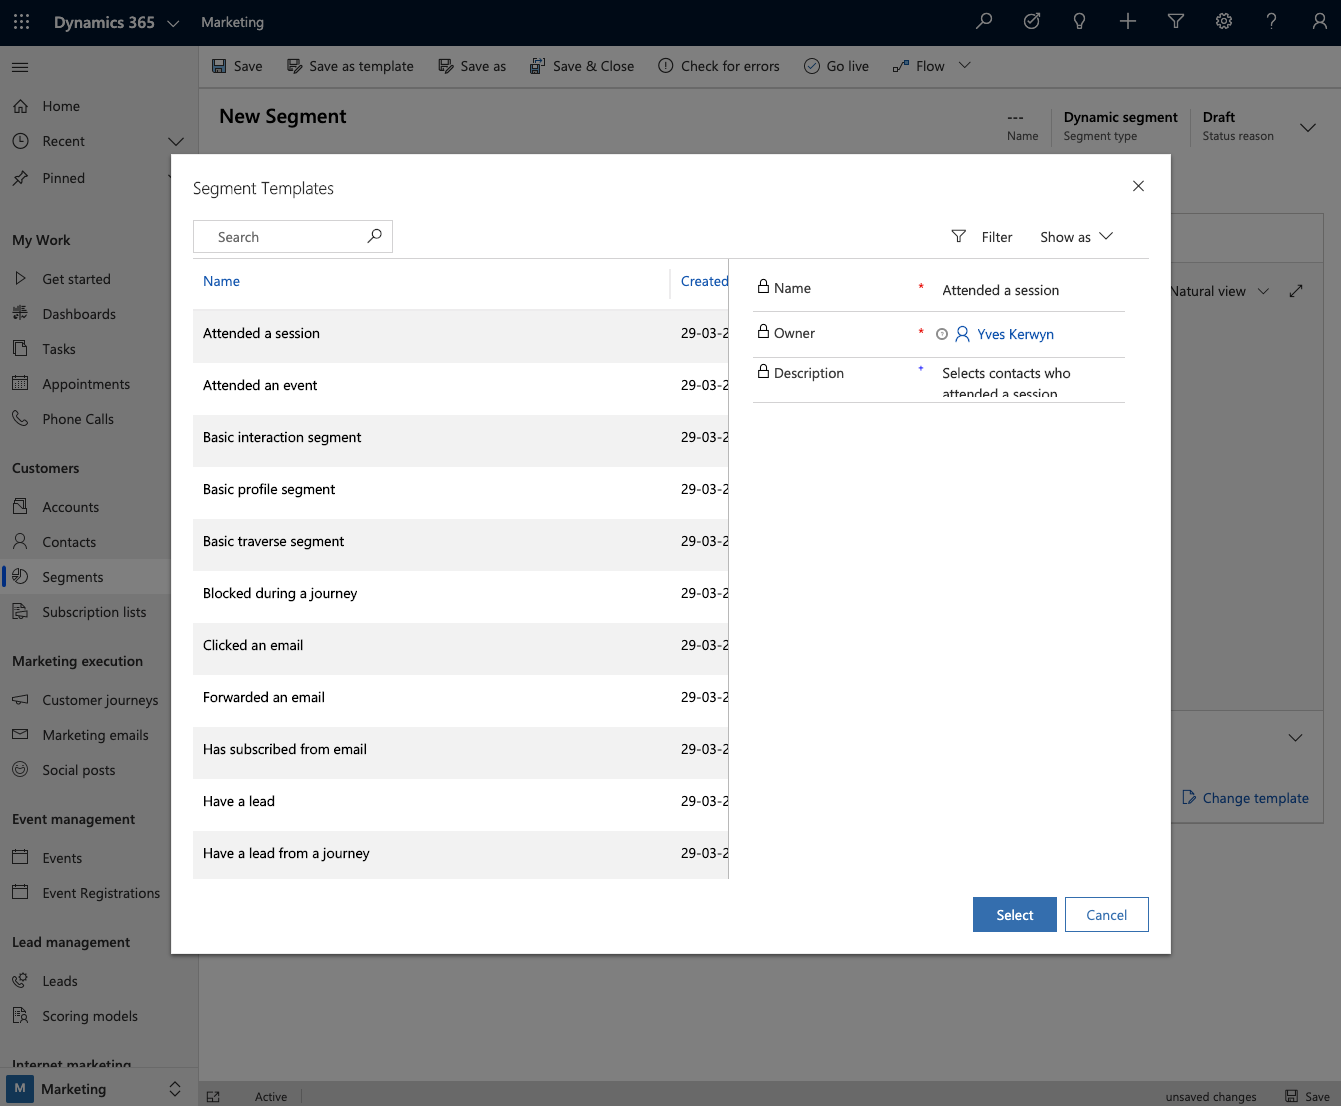 Dynamics 365
Marketing
Save
Save as template
Save as
Save & Close
Check for errors
Go live
Flow
Home
Recent
Pinned
My Work
Get started
Dashboards
Tasks
Appointments
Phone Calls
Customers
Accounts
Contacts
Segments
Subscription lists
Marketing execution
Customer journeys
Marketing emails
Social posts
Event management
Events
Event Registrations
Lead management
Leads
Scoring models
Internet marketing
M Marketing
New Segment
---
Name
Dynamic segment
Segment type
Draft
Status reason
Natural view
Change template
Segment Templates
Search
Filter
Show as
Name
Created
Attended a session 29-03-2
Attended an event 29-03-2
Basic interaction segment 29-03-2
Basic profile segment 29-03-2
Basic traverse segment 29-03-2
Blocked during a journey 29-03-2
Clicked an email 29-03-2
Forwarded an email 29-03-2
Has subscribed from email 29-03-2
Have a lead 29-03-2
Have a lead from a journey 29-03-2
Name * Attended a session
Owner * Yves Kerwyn
Description + Selects contacts who
attended a session
Select
Cancel
Active
unsaved changes
Save